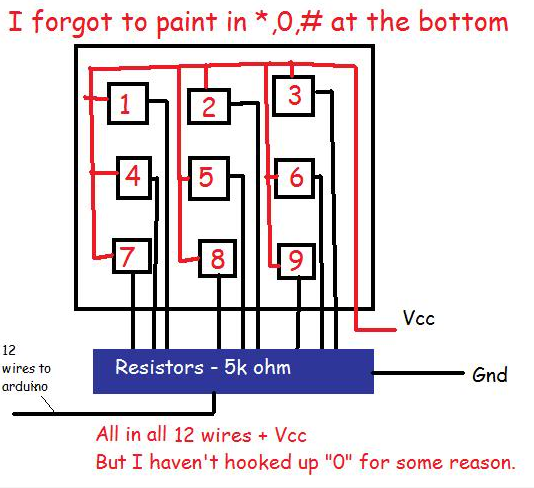 I forgot to paint in *,0,# at the bottom
1 2 3
4 5 6
7 8 9
Vcc
12
wires to
arduino
Resistors - 5k ohm
Gnd
All in all 12 wires + Vcc
But I haven't hooked up "0" for some reason.